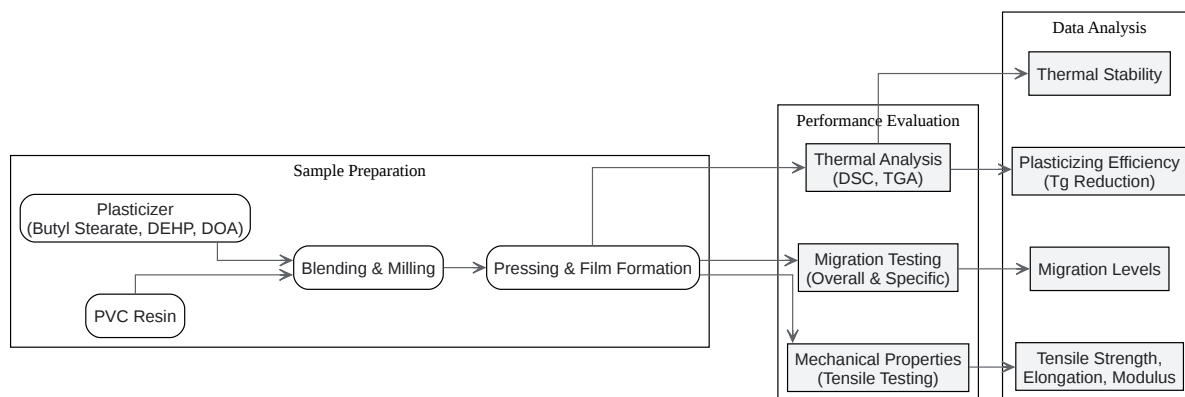 Sample Preparation
Plasticizer
(Butyl Stearate, DEHP, DOA)
PVC Resin
Blending & Milling
Pressing & Film Formation
Performance Evaluation
Thermal Analysis
(DSC, TGA)
Migration Testing
(Overall & Specific)
Mechanical Properties
(Tensile Testing)
Data Analysis
Thermal Stability
Plasticizing Efficiency
(Tg Reduction)
Migration Levels
Tensile Strength,
Elongation, Modulus